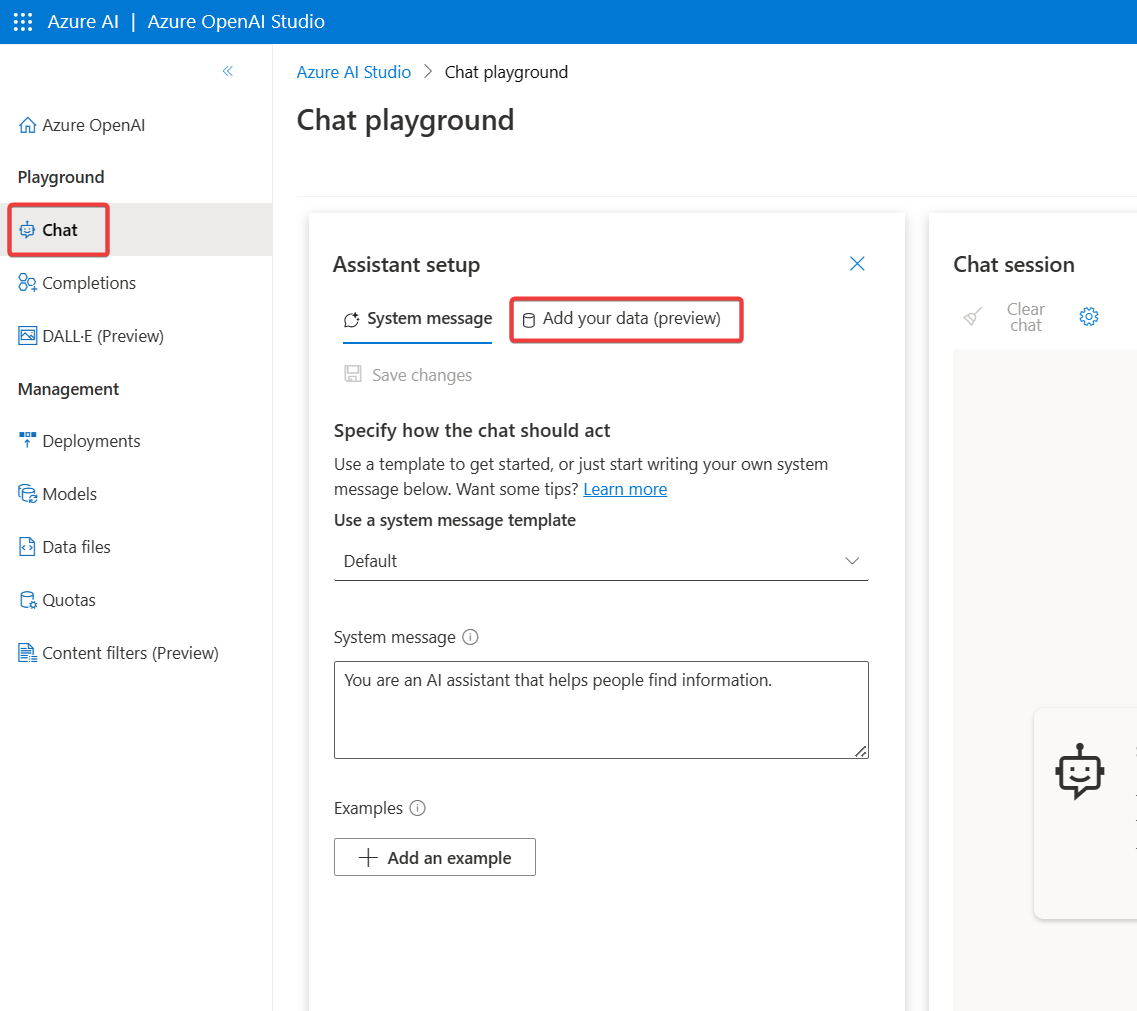 Azure AI | Azure OpenAI Studio
Azure AI Studio > Chat playground
Chat playground
Azure OpenAI
Playground
Chat
Completions
DALL·E (Preview)
Management
Deployments
Models
Data files
Quotas
Content filters (Preview)
Assistant setup
System message
Add your data (preview)
Save changes
Specify how the chat should act
Use a template to get started, or just start writing your own system
message below. Want some tips? Learn more
Use a system message template
Default
System message
You are an AI assistant that helps people find information.
Examples
Add an example
Chat session
Clear
chat